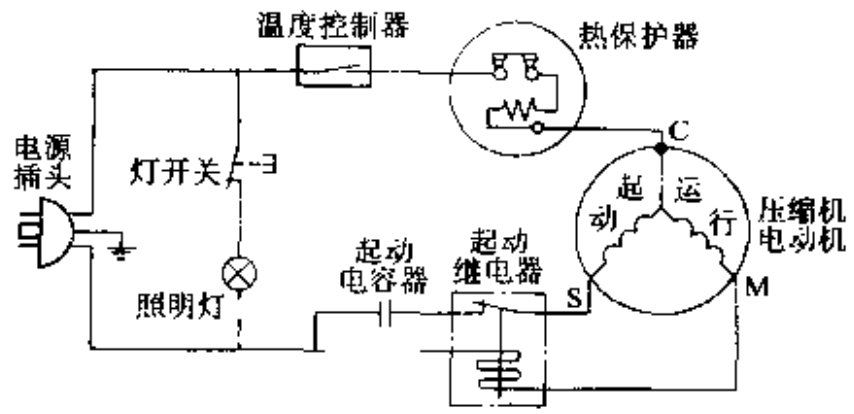 温度控制器
热保护器
电源
插头
灯开关
C
起
动
运
行
压缩机
电动机
起动
电容器
起动
继电器
照明灯
S
M